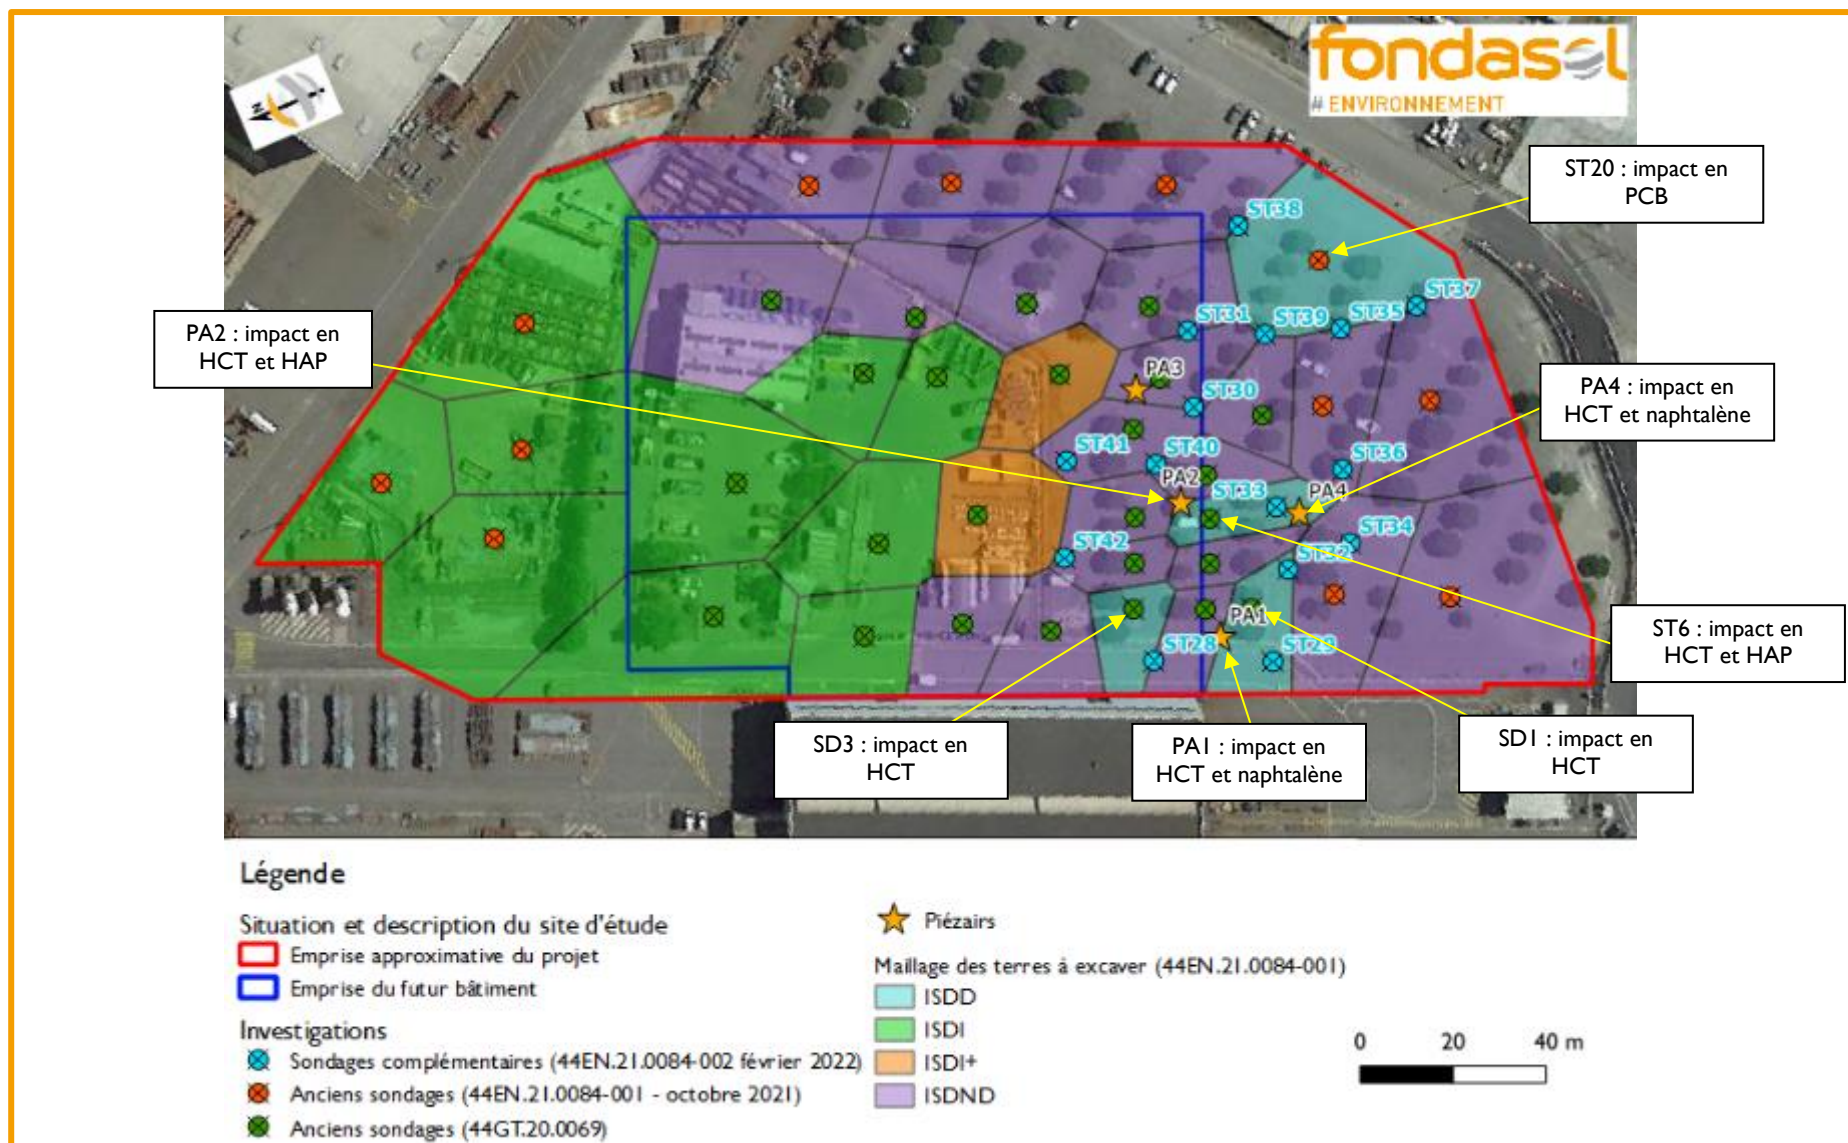 fondasol
# ENVIRONNEMENT
N
ST20 : impact en
PCB
ST38
ST37
ST31
ST39
ST35
PA2 : impact en
HCT et HAP
PA3
PA4 : impact en
HCT et naphtalène
ST30
ST41
ST40
ST36
PA2
ST33
PA4
ST34
ST42
ST32
PA1
ST28
ST29
ST6 : impact en
HCT et HAP
SD3 : impact en
HCT
PA1 : impact en
HCT et naphtalène
SD1 : impact en
HCT
Légende
Situation et description du site d'étude
Emprise approximative du projet
Emprise du futur bâtiment
Investigations
Sondages complémentaires (44EN.21.0084-002 février 2022)
Anciens sondages (44EN.21.0084-001 - octobre 2021)
Anciens sondages (44GT.20.0069)
Piézairs
Maillage des terres à excaver (44EN.21.0084-001)
ISDD
ISDI
ISDI+
ISDND
0 20 40 m